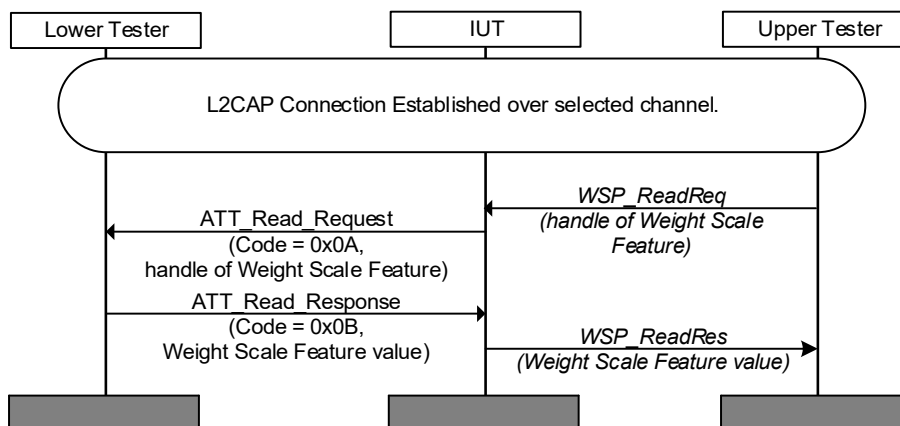 Lower Tester
IUT
Upper Tester
L2CAP Connection Established over selected channel.
WSP_ReadReq
(handle of Weight Scale
Feature)
ATT_Read_Request
(Code = 0x0A,
handle of Weight Scale Feature)
ATT_Read_Response
(Code = 0x0B,
Weight Scale Feature value)
WSP_ReadRes
(Weight Scale Feature value)